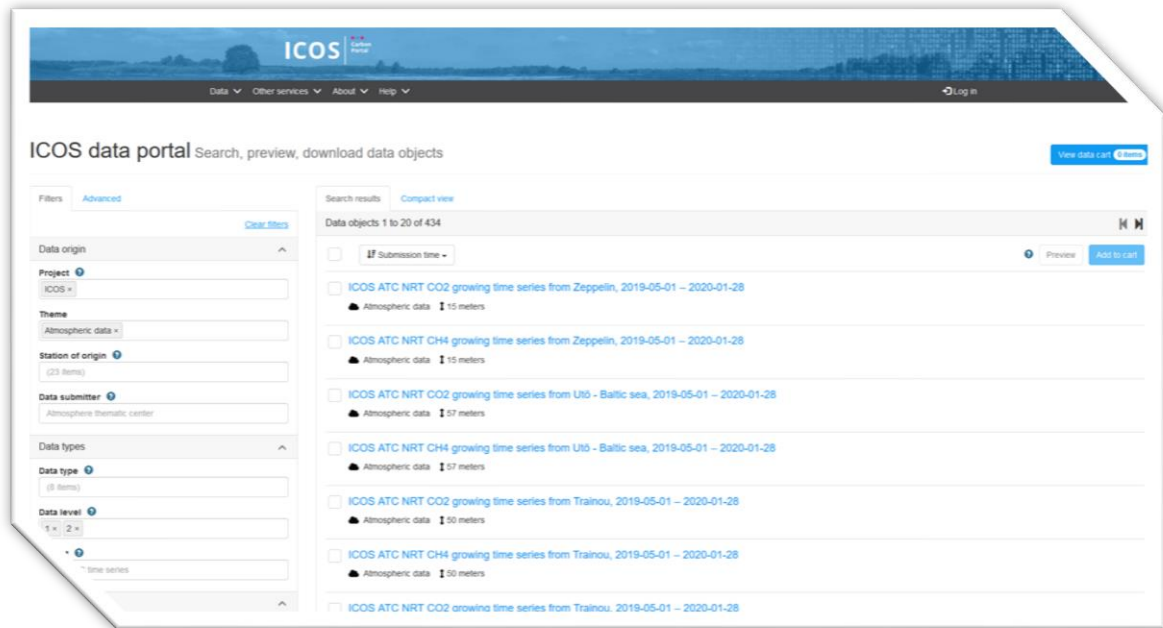 ICOS Carbon Portal
Data Other services About Help Log in
ICOS data portal Search, preview, download data objects
View data cart 0 items
Filters Advanced
Clear filters
Data origin
Project
ICOS ×
Theme
Atmospheric data ×
Station of origin
(23 items)
Data submitter
Atmosphere thematic center
Data types
Data type
(8 items)
Data level
1 × 2 ×
time series
Search results Compact view
Data objects 1 to 20 of 434
Submission time
Preview Add to cart
ICOS ATC NRT CO2 growing time series from Zeppelin, 2019-05-01 – 2020-01-28
Atmospheric data 15 meters
ICOS ATC NRT CH4 growing time series from Zeppelin, 2019-05-01 – 2020-01-28
Atmospheric data 15 meters
ICOS ATC NRT CO2 growing time series from Utö - Baltic sea, 2019-05-01 – 2020-01-28
Atmospheric data 57 meters
ICOS ATC NRT CH4 growing time series from Utö - Baltic sea, 2019-05-01 – 2020-01-28
Atmospheric data 57 meters
ICOS ATC NRT CO2 growing time series from Trainou, 2019-05-01 – 2020-01-28
Atmospheric data 50 meters
ICOS ATC NRT CH4 growing time series from Trainou, 2019-05-01 – 2020-01-28
Atmospheric data 50 meters
ICOS ATC NRT CO2 growing time series from Trainou, 2019-05-01 – 2020-01-28